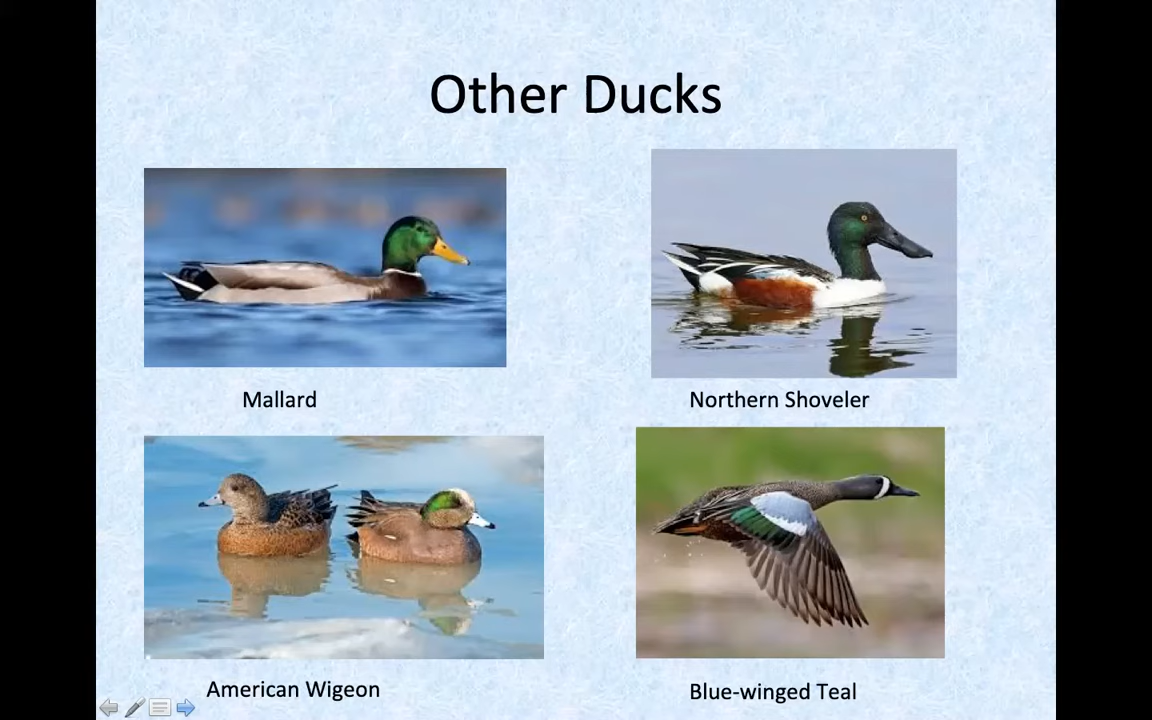 Other Ducks
Mallard
Northern Shoveler
American Wigeon
Blue-winged Teal